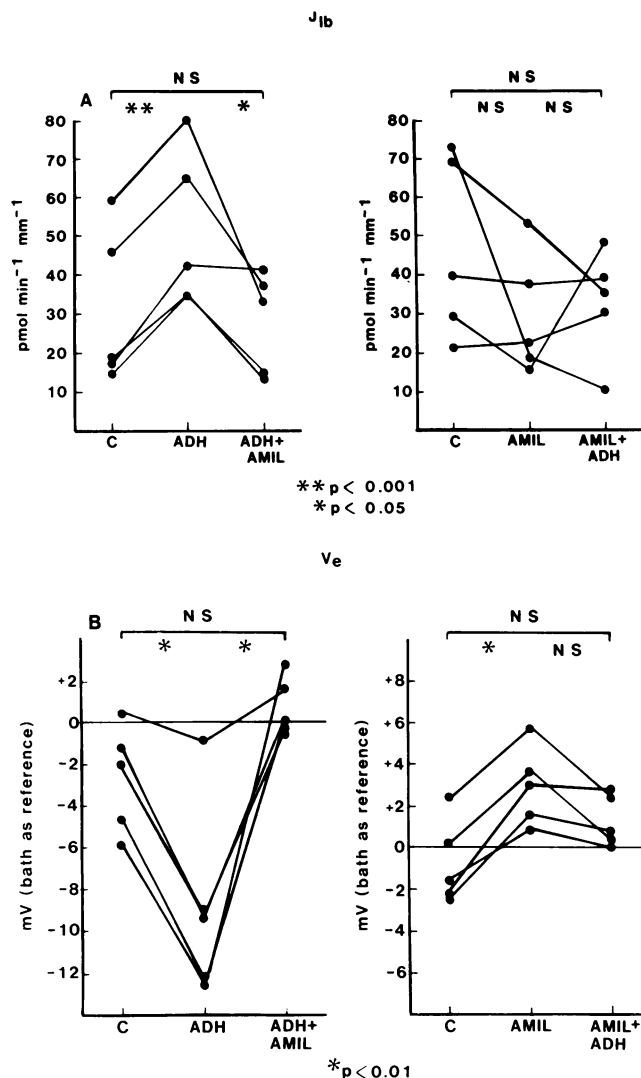 J_lb
A
NS
** *
80
70
60
50
40
30
20
10
pmol min⁻¹ mm⁻¹
C ADH ADH+
AMIL
NS
NS NS
80
70
60
50
40
30
20
10
pmol min⁻¹ mm⁻¹
C AMIL AMIL+
ADH
**p< 0.001
*p< 0.05
V_e
B
NS
* *
+2
0
-2
-4
-6
-8
-10
-12
mV (bath as reference)
C ADH ADH+
AMIL
NS
* NS
+8
+6
+4
+2
0
-2
-4
-6
mV (bath as reference)
C AMIL AMIL+
ADH
*p<0.01